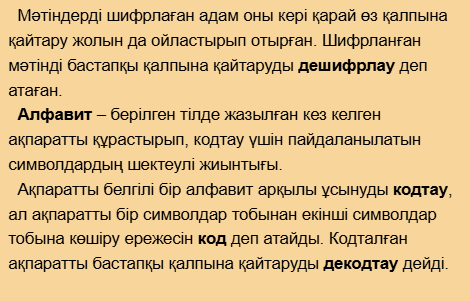 Мәтіндерді шифрлаған адам оны кері қарай өз қалпына
қайтару жолын да ойластырып отырған. Шифрланған
мәтінді бастапқы қалпына қайтаруды дешифрлау деп
атаған.
Алфавит – берілген тілде жазылған кез келген
ақпаратты құрастырып, кодтау үшін пайдаланылатын
символдардың шектеулі жиынтығы.
Ақпаратты белгілі бір алфавит арқылы ұсынуды кодтау,
ал ақпаратты бір символдар тобынан екінші символдар
тобына көшіру ережесін код деп атайды. Кодталған
ақпаратты бастапқы қалпына қайтаруды декодтау дейді.